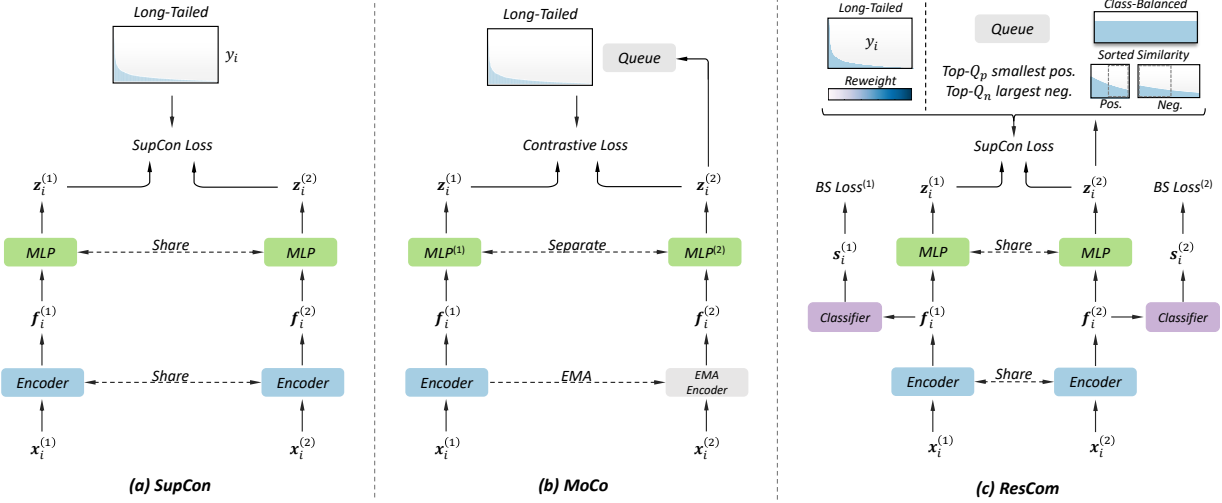 Long-Tailed
y_i
SupCon Loss
z_i^(1)
z_i^(2)
MLP
Share
MLP
f_i^(1)
f_i^(2)
Encoder
Share
Encoder
x_i^(1)
x_i^(2)
(a) SupCon
Long-Tailed
Queue
Contrastive Loss
z_i^(1)
z_i^(2)
MLP^(1)
Separate
MLP^(2)
f_i^(1)
f_i^(2)
Encoder
EMA
EMA
Encoder
x_i^(1)
x_i^(2)
(b) MoCo
Long-Tailed
y_i
Reweight
Queue
Class-Balanced
Top-Q_p smallest pos.
Top-Q_n largest neg.
Sorted Similarity
Pos.
Neg.
SupCon Loss
BS Loss^(1)
z_i^(1)
z_i^(2)
BS Loss^(2)
s_i^(1)
MLP
Share
MLP
s_i^(2)
Classifier
f_i^(1)
f_i^(2)
Classifier
Encoder
Share
Encoder
x_i^(1)
x_i^(2)
(c) ResCom